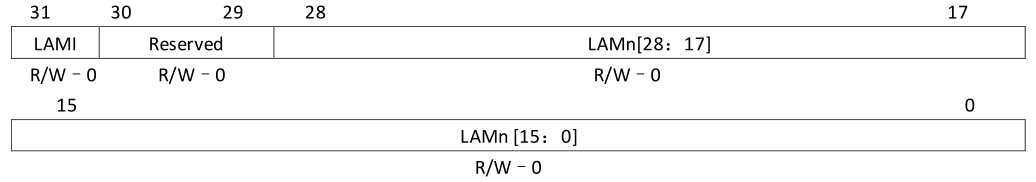 31 30 29 28 17
LAMI Reserved LAMn[28：17]
R/W－0 R/W－0 R/W－0
15 0
LAMn [15：0]
R/W－0